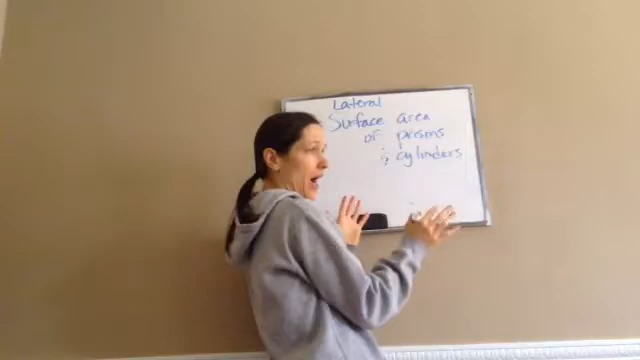 Lateral
Surface area
of prisms
& cylinders